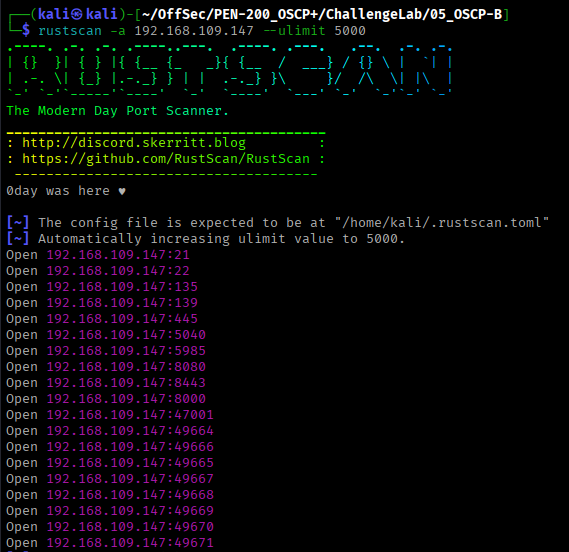 ┌──(kali㉿kali)-[~/OffSec/PEN-200_OSCP+/ChallengeLab/05_OSCP-B]
└─$ rustscan -a 192.168.109.147 --ulimit 5000
.----. .-. .-. .----..---.  .----. .---.   .--.  .-. .-.
| {}  }| { } |{ {__ {_   _}{ {__  /  ___} / {} \ |  `| |
| .-. \| {_} |.-._} } | |  .-._} }\     }/  /\  \| |\  |
`-' `-'`-----'`----'  `-'  `----'  `---' `-'  `-'`-' `-'
The Modern Day Port Scanner.
________________________________________
: http://discord.skerritt.blog         :
: https://github.com/RustScan/RustScan :
 --------------------------------------
0day was here ♥
[~] The config file is expected to be at "/home/kali/.rustscan.toml"
[~] Automatically increasing ulimit value to 5000.
Open 192.168.109.147:21
Open 192.168.109.147:22
Open 192.168.109.147:135
Open 192.168.109.147:139
Open 192.168.109.147:445
Open 192.168.109.147:5040
Open 192.168.109.147:5985
Open 192.168.109.147:8080
Open 192.168.109.147:8443
Open 192.168.109.147:8000
Open 192.168.109.147:47001
Open 192.168.109.147:49664
Open 192.168.109.147:49666
Open 192.168.109.147:49665
Open 192.168.109.147:49667
Open 192.168.109.147:49668
Open 192.168.109.147:49669
Open 192.168.109.147:49670
Open 192.168.109.147:49671